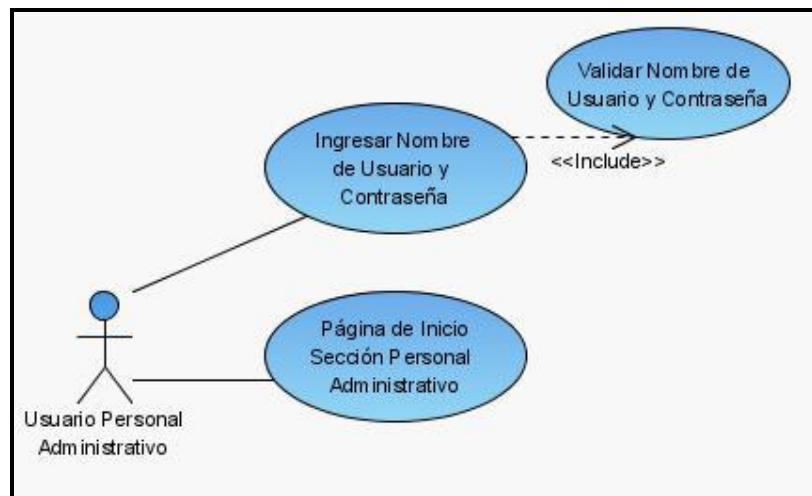 Validar Nombre de
Usuario y Contraseña
Ingresar Nombre
de Usuario y
Contraseña
<<Include>>
Página de Inicio
Sección Personal
Administrativo
Usuario Personal
Administrativo